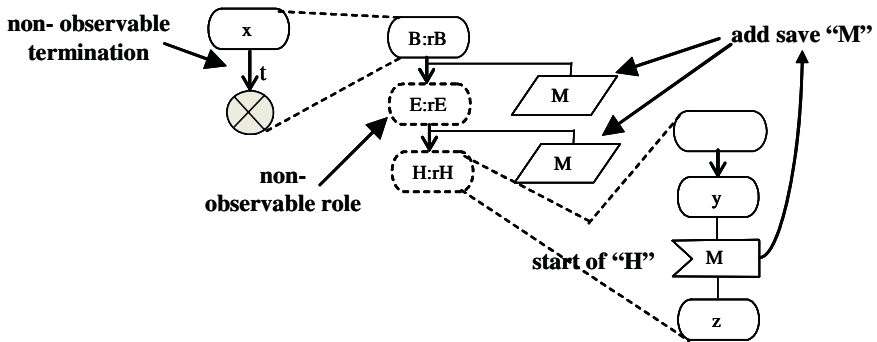 non- observable
termination
x
t
B:rB
E:rE
H:rH
M
M
add save “M”
non-
observable role
y
M
start of “H”
z